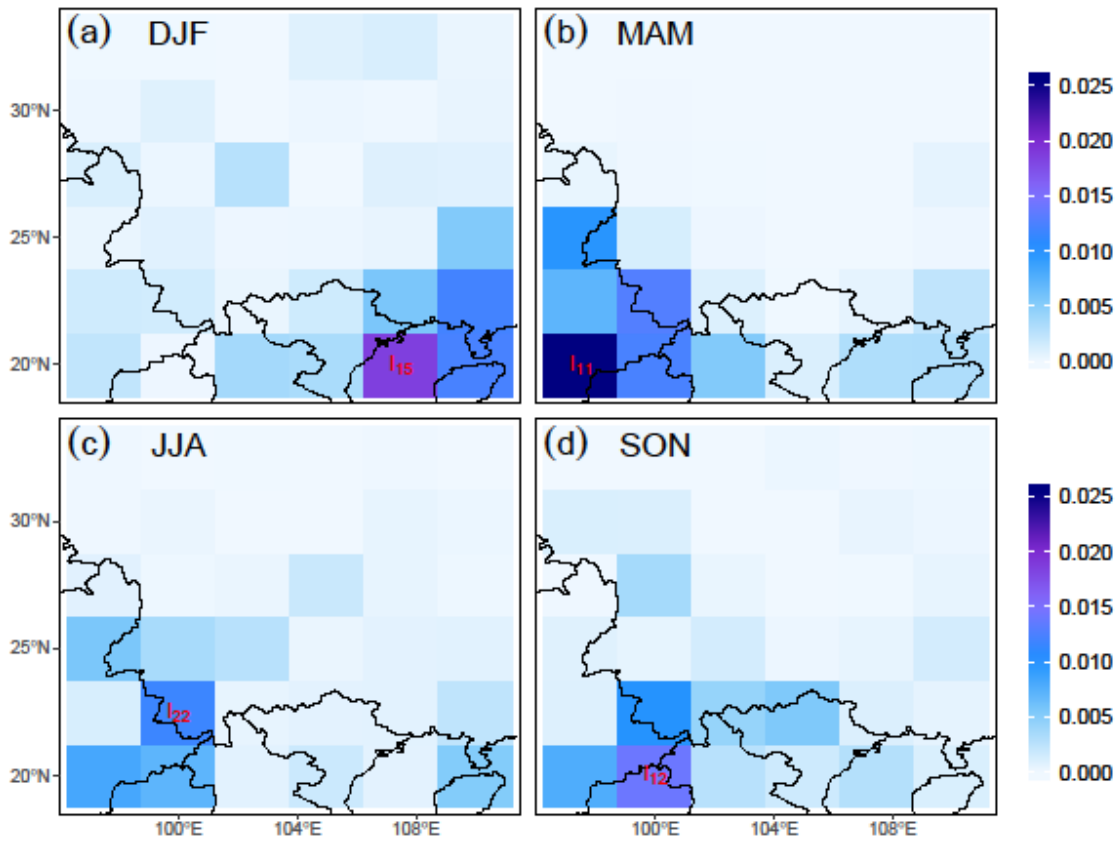 (a) DJF
(b) MAM
0.025
0.020
0.015
0.010
0.005
0.000
30°N
25°N
20°N
I₁₅
I₁₁
(c) JJA
(d) SON
0.025
0.020
0.015
0.010
0.005
0.000
30°N
25°N
20°N
I₂₂
I₁₂
100°E
104°E
108°E
100°E
104°E
108°E